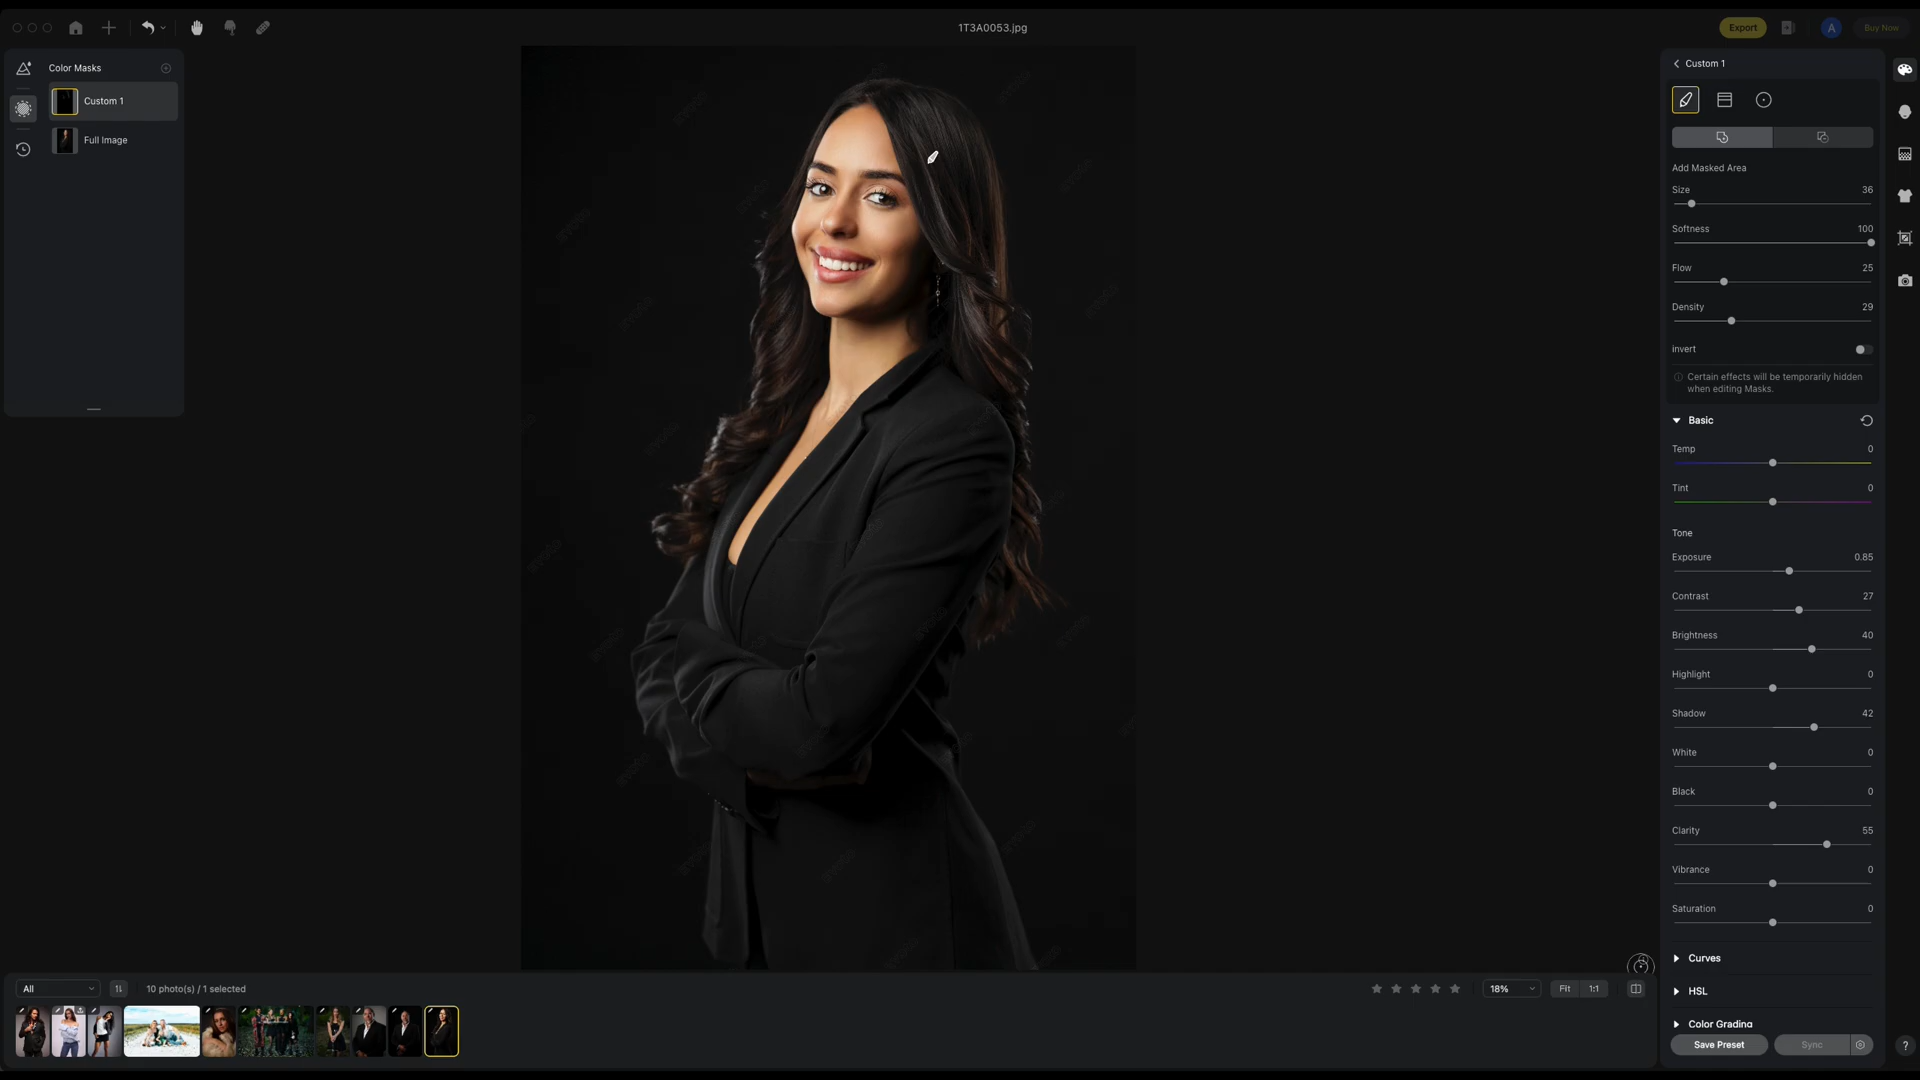 1T3A0053.jpg
Export
A
Buy Now
Color Masks
Custom 1
Full Image
Custom 1
Add Masked Area
Size 36
Softness 100
Flow 25
Density 29
invert
Certain effects will be temporarily hidden
when editing Masks.
Basic
Temp 0
Tint 0
Tone
Exposure 0.85
Contrast 27
Brightness 40
Highlight 0
Shadow 42
White 0
Black 0
Clarity 55
Vibrance 0
Saturation 0
Curves
HSL
Color Grading
Save Preset
Sync
?
All
10 photo(s) / 1 selected
18%
Fit
1:1